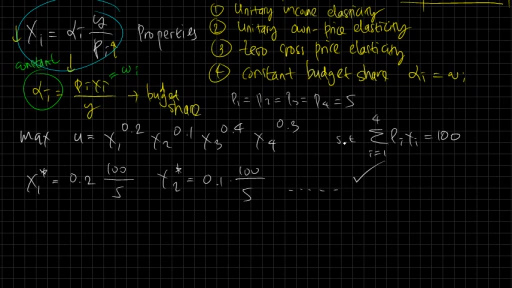 ① Unitary income elasticity
Xi = αi y/pi Properties
② Unitary own-price elasticity
③ Zero cross price elasticity
constant
④ constant budget share αi = ωi
αi = pixi/y = ωi → budget share
P1 = P2 = P3 = P4 = 5
max u = x1^0.2 x2^0.1 x3^0.4 x4^0.3 s.t ∑_{i=1}^{4} Pixi = 100
X1* = 0.2 100/5 X2* = 0.1 · 100/5 ...... ✓